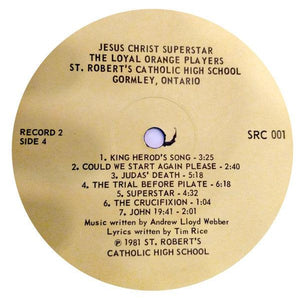 JESUS CHRIST SUPERSTAR
THE LOYAL ORANGE PLAYERS
ST. ROBERT'S CATHOLIC HIGH SCHOOL
GORMLEY, ONTARIO
RECORD 2
SIDE 4
SRC 001
1. KING HEROD'S SONG - 3:25
2. COULD WE START AGAIN PLEASE - 2:40
3. JUDAS' DEATH - 5:18
4. THE TRIAL BEFORE PILATE - 6:18
5. SUPERSTAR - 4:32
6. THE CRUCIFIXION - 1:04
7. JOHN 19:41 - 2:01
Music written by Andrew Lloyd Webber
Lyrics written by Tim Rice
℗ 1981 ST. ROBERT'S
CATHOLIC HIGH SCHOOL